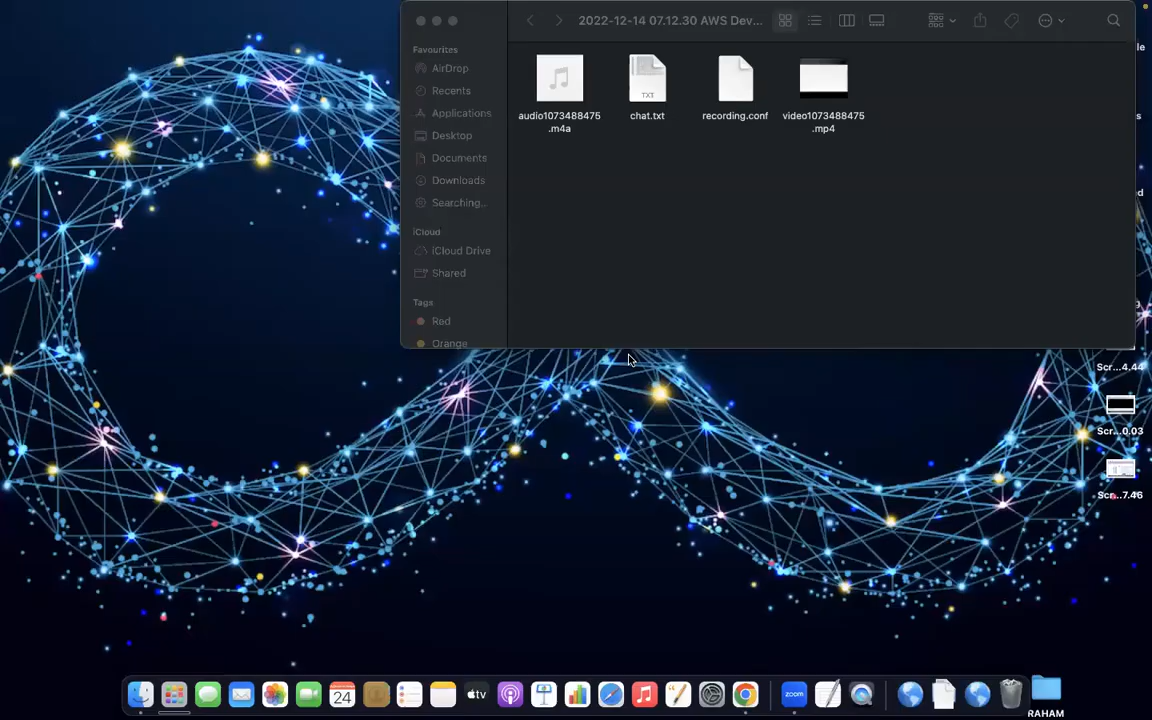 2022-12-14 07.12.30 AWS Dev...
Favourites
AirDrop
Recents
Applications
Desktop
Documents
Downloads
Searching...
iCloud
iCloud Drive
Shared
Tags
Red
Orange
audio1073488475
.m4a
TXT
chat.txt
recording.conf
video1073488475
.mp4
Scr...4.44
Scr...0.03
Scr...7.46
24
tv
zoom
RAHAM